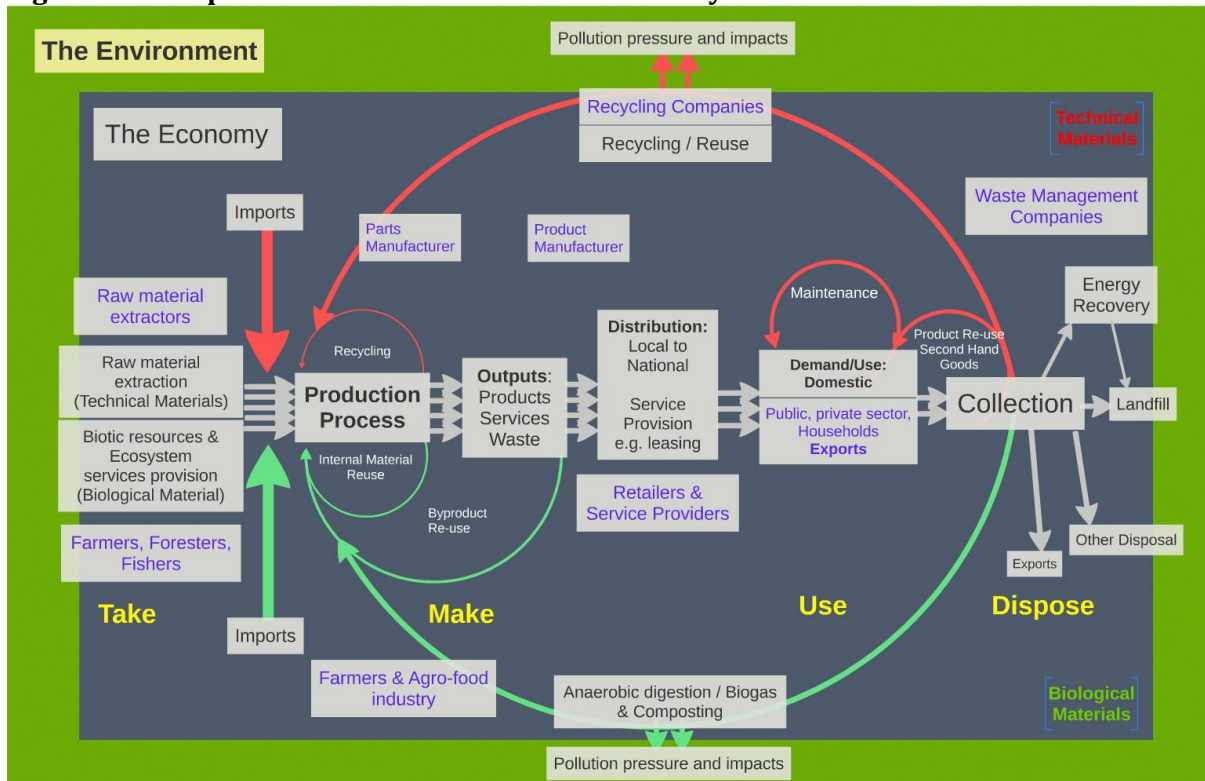 The Environment
Pollution pressure and impacts
The Economy
Recycling Companies
Recycling / Reuse
Technical
Materials
Imports
Parts
Manufacturer
Product
Manufacturer
Waste Management
Companies
Raw material
extractors
Maintenance
Energy
Recovery
Recycling
Distribution:
Local to
National
Service
Provision
e.g. leasing
Product Re-use
Second Hand
Goods
Raw material
extraction
(Technical Materials)
Production
Process
Outputs:
Products
Services
Waste
Demand/Use:
Domestic
Public, private sector,
Households
Exports
Collection
Landfill
Biotic resources &
Ecosystem
services provision
(Biological Material)
Internal Material
Reuse
Byproduct
Re-use
Retailers &
Service Providers
Farmers, Foresters,
Fishers
Other Disposal
Exports
Take
Make
Use
Dispose
Imports
Farmers & Agro-food
industry
Anaerobic digestion / Biogas
& Composting
Biological
Materials
Pollution pressure and impacts